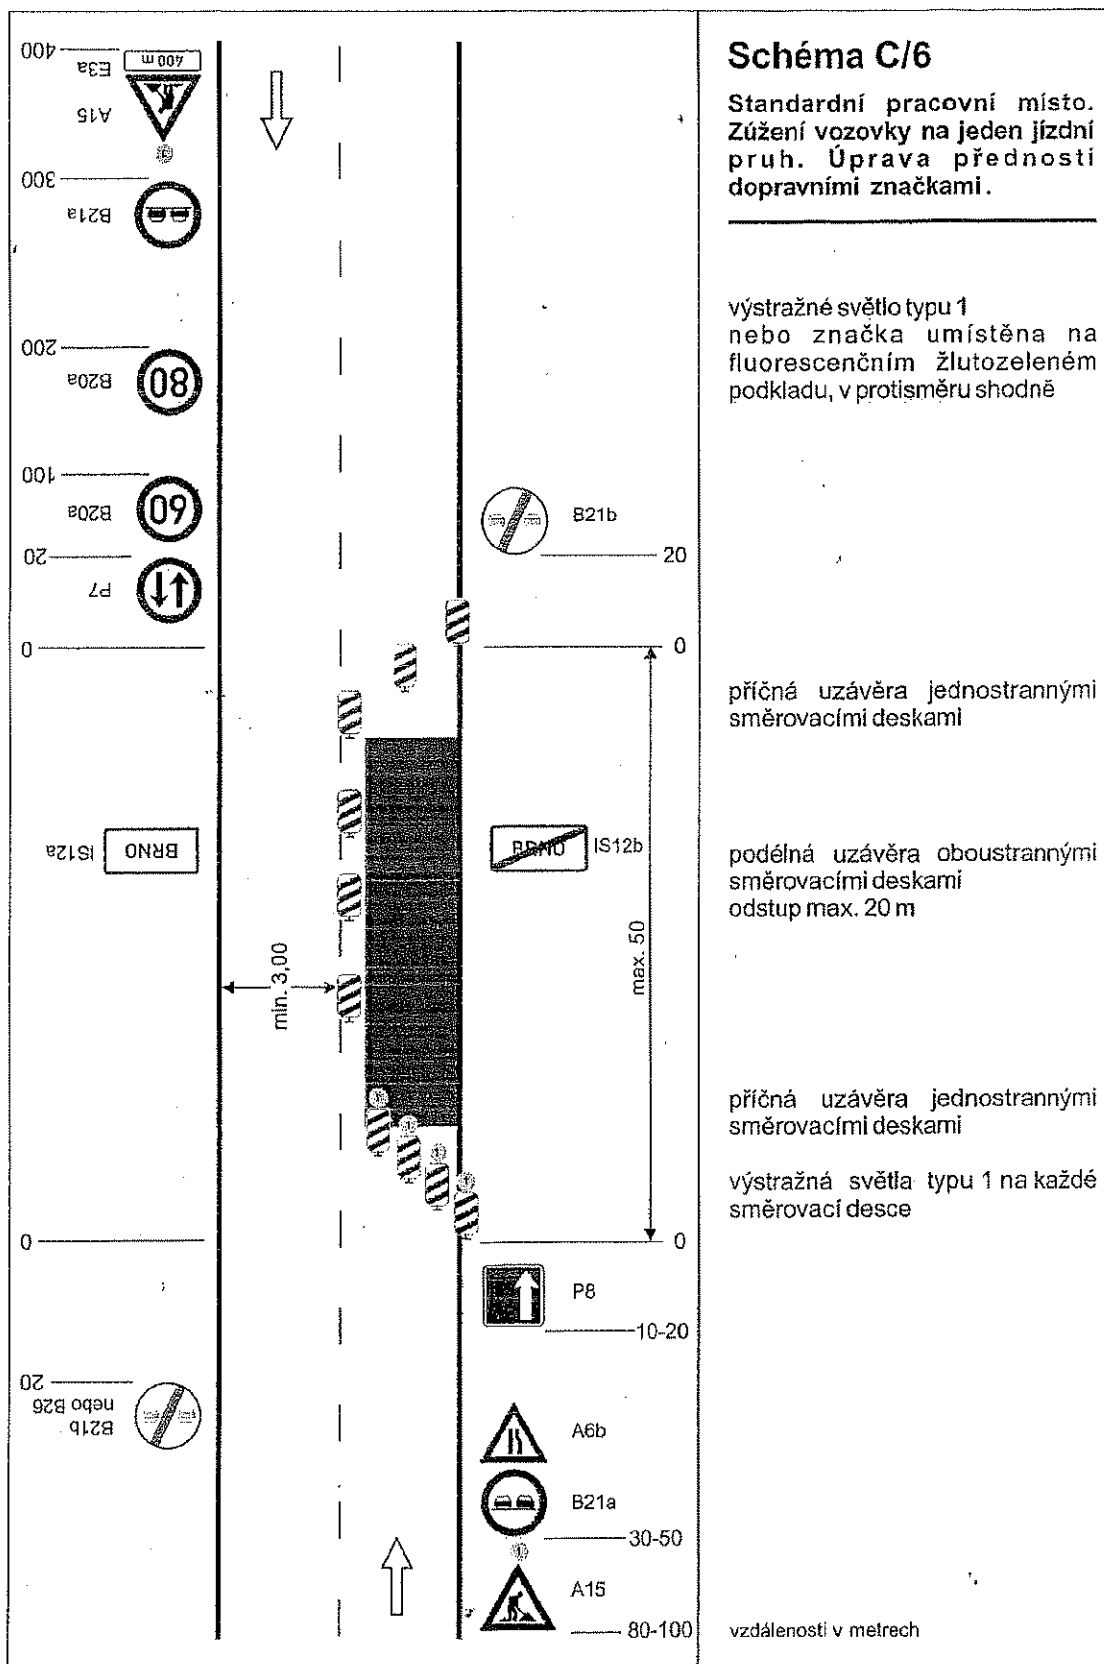 Schéma C/6
Standardní pracovní místo.
Zúžení vozovky na jeden jízdní
pruh. Úprava přednosti
dopravními značkami.
výstražné světlo typu 1
nebo značka umístěna na
fluorescenčním žlutozeleném
podkladu, v protisměru shodně
příčná uzávěra jednostrannými
směrovacími deskami
podélná uzávěra oboustrannými
směrovacími deskami
odstup max. 20 m
příčná uzávěra jednostrannými
směrovacími deskami
výstražná světla typu 1 na každé
směrovací desce
vzdálenosti v metrech
400
400 m
E3a
A15
300
B21a
200
B20a
80
100
B20a
60
20
P7
0
IS12a
BRNO
min. 3,00
0
20
B21b
nebo B26
B21b
20
0
BRNO
IS12b
max. 50
0
P8
10-20
A6b
B21a
30-50
A15
80-100